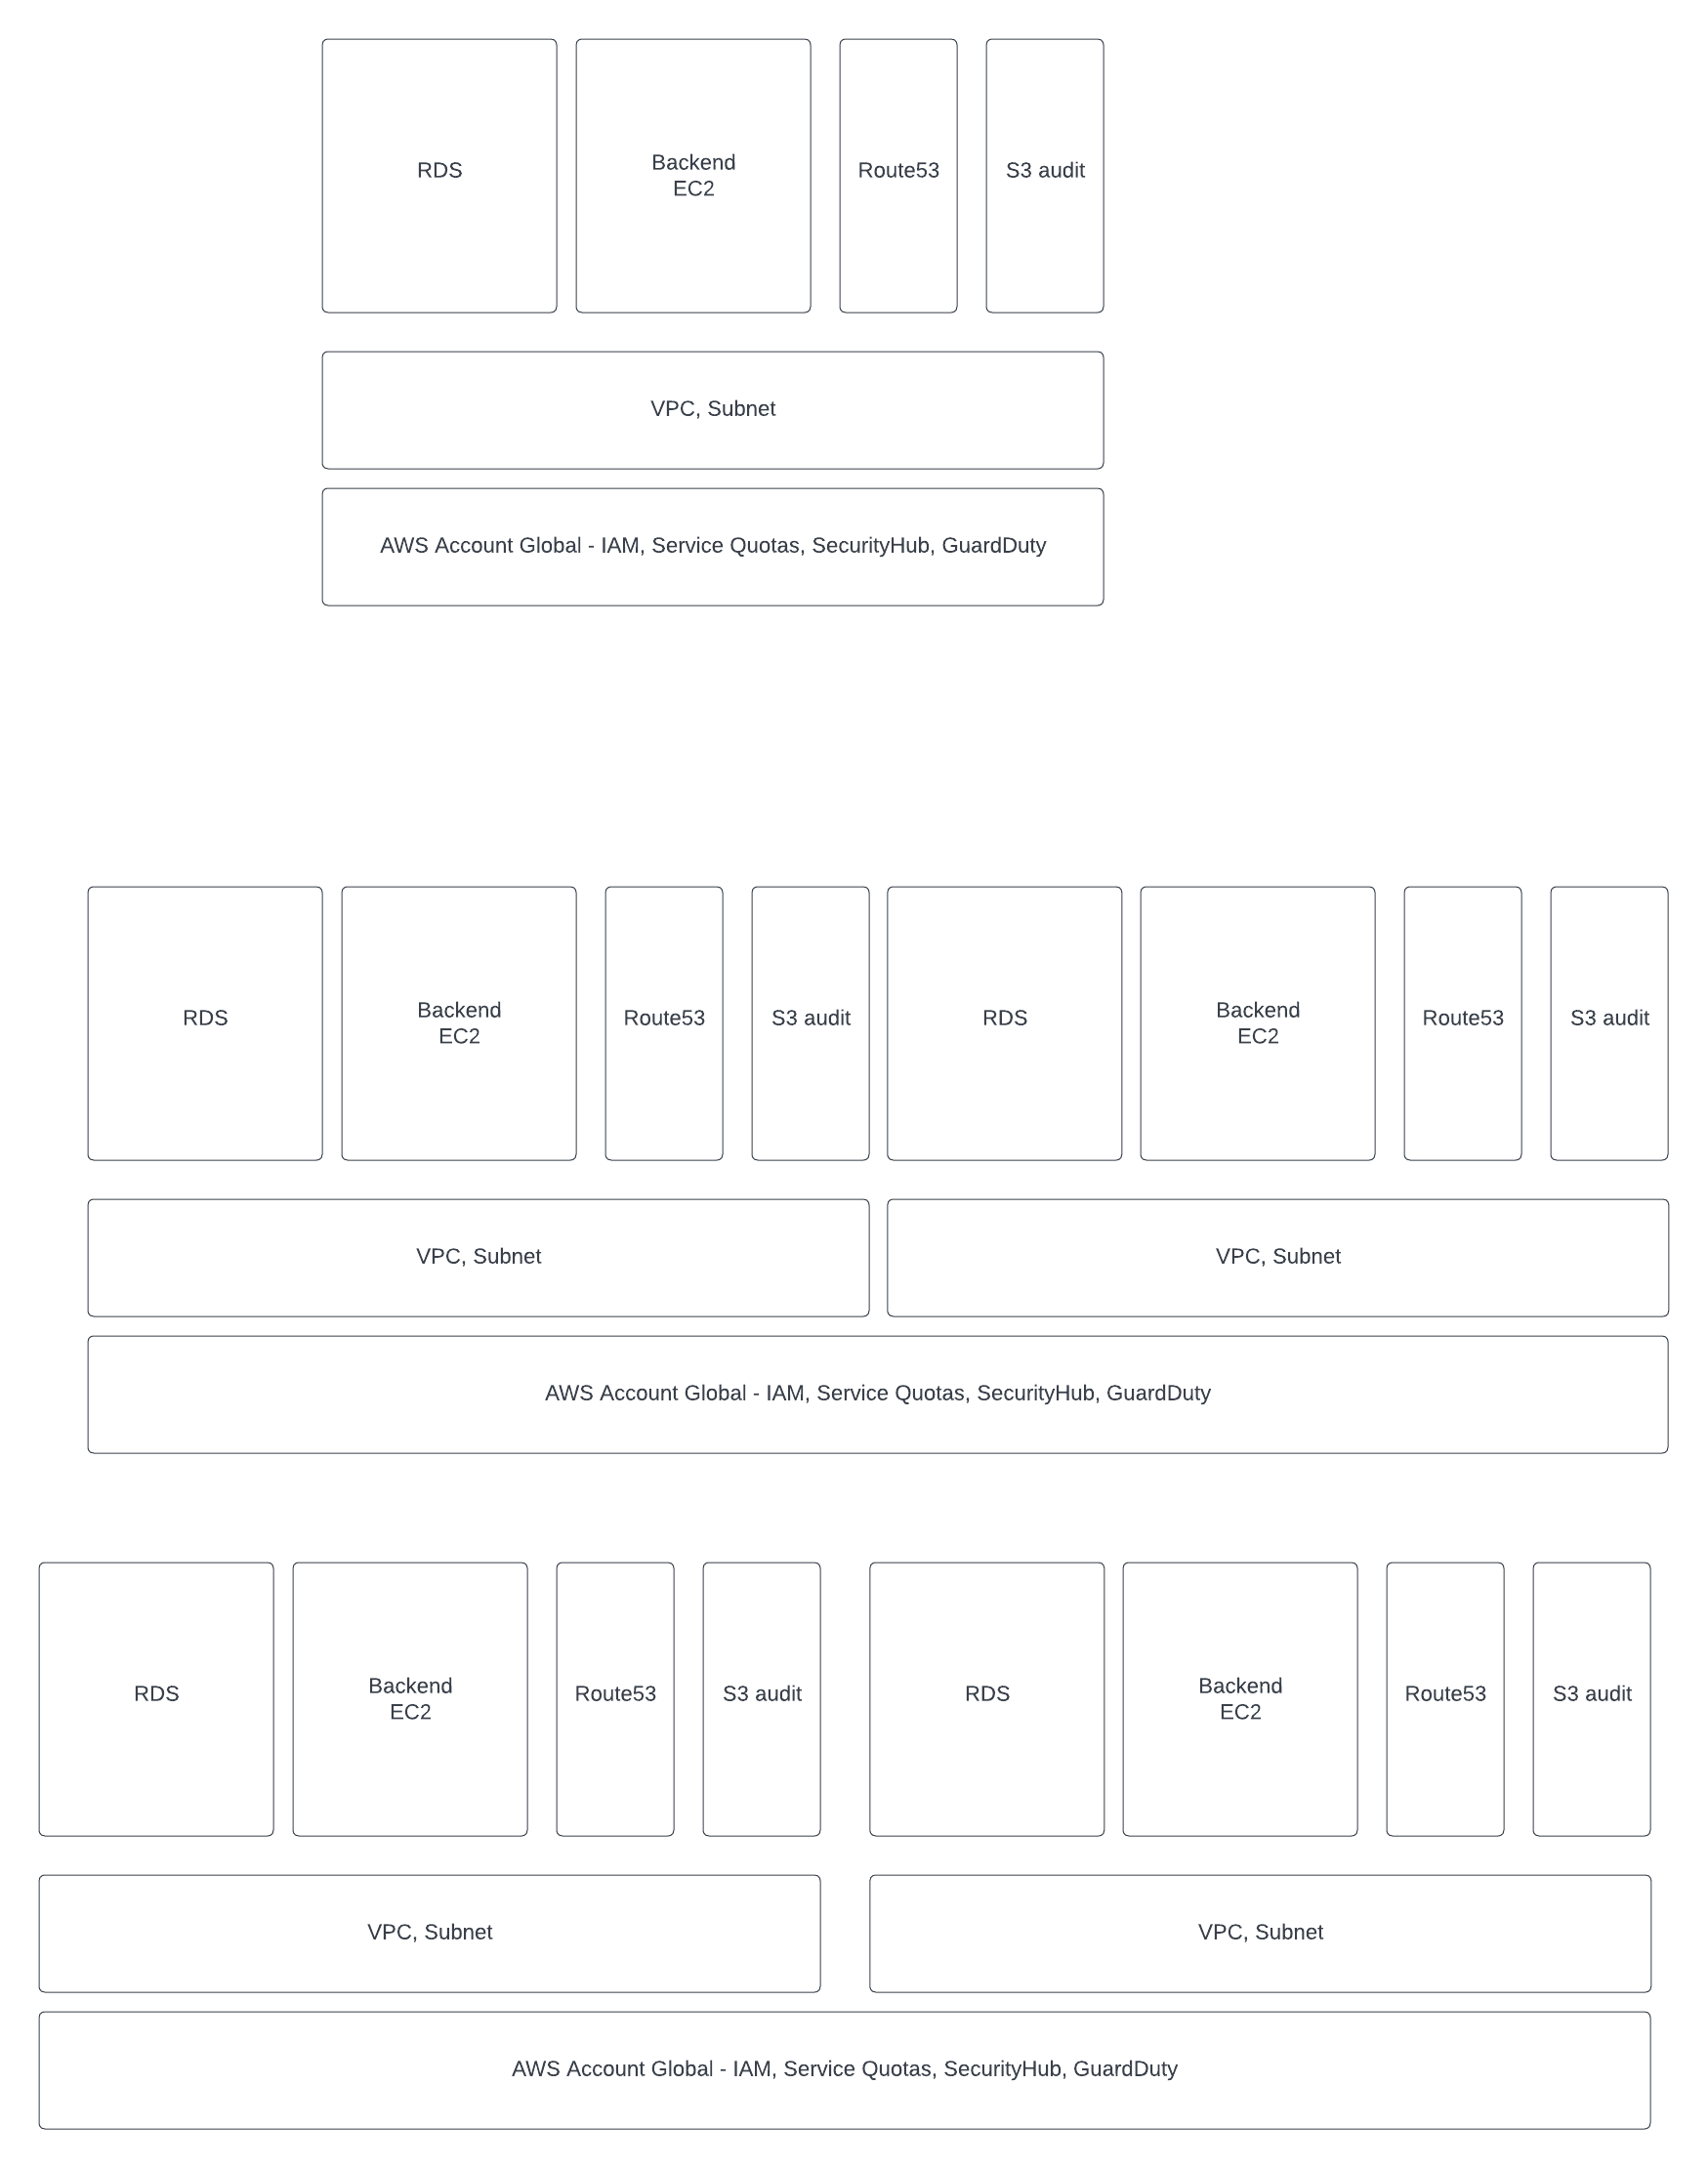 RDS
Backend
EC2
Route53
S3 audit
VPC, Subnet
AWS Account Global - IAM, Service Quotas, SecurityHub, GuardDuty
RDS
Backend
EC2
Route53
S3 audit
RDS
Backend
EC2
Route53
S3 audit
VPC, Subnet
VPC, Subnet
AWS Account Global - IAM, Service Quotas, SecurityHub, GuardDuty
RDS
Backend
EC2
Route53
S3 audit
RDS
Backend
EC2
Route53
S3 audit
VPC, Subnet
VPC, Subnet
AWS Account Global - IAM, Service Quotas, SecurityHub, GuardDuty